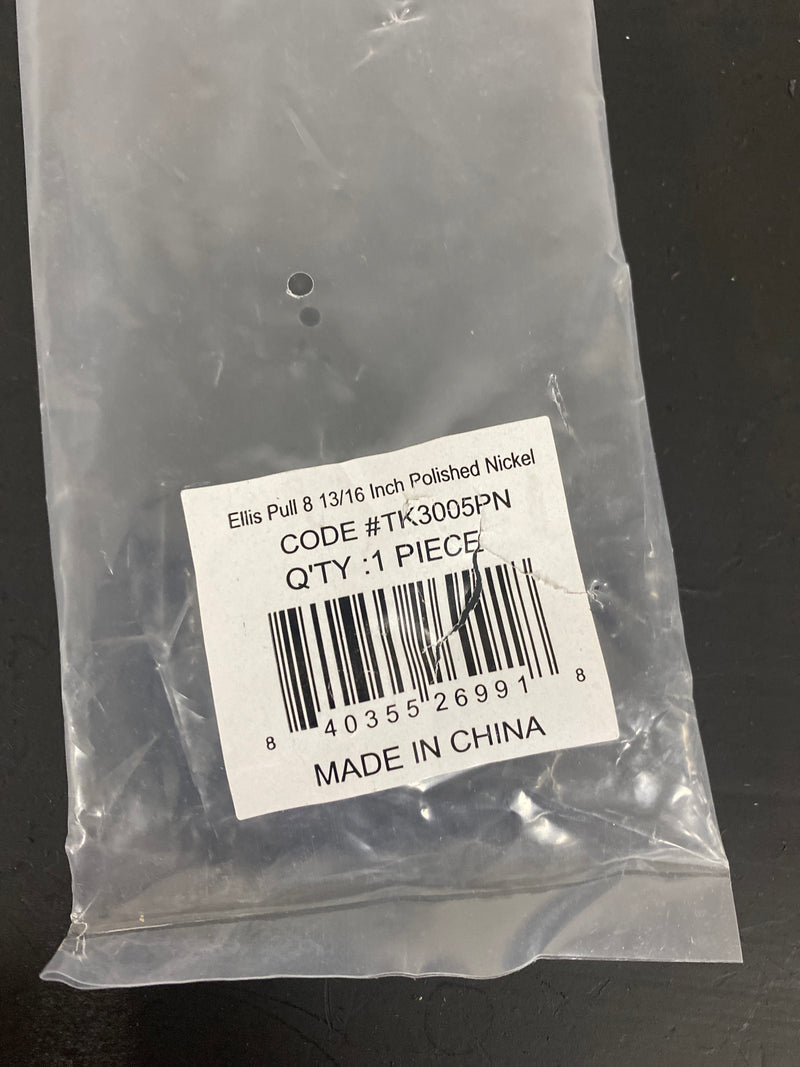 Ellis Pull 8 13/16 Inch Polished Nickel
CODE #TK3005PN
Q'TY :1 PIECE
8 40355 26991 8
MADE IN CHINA